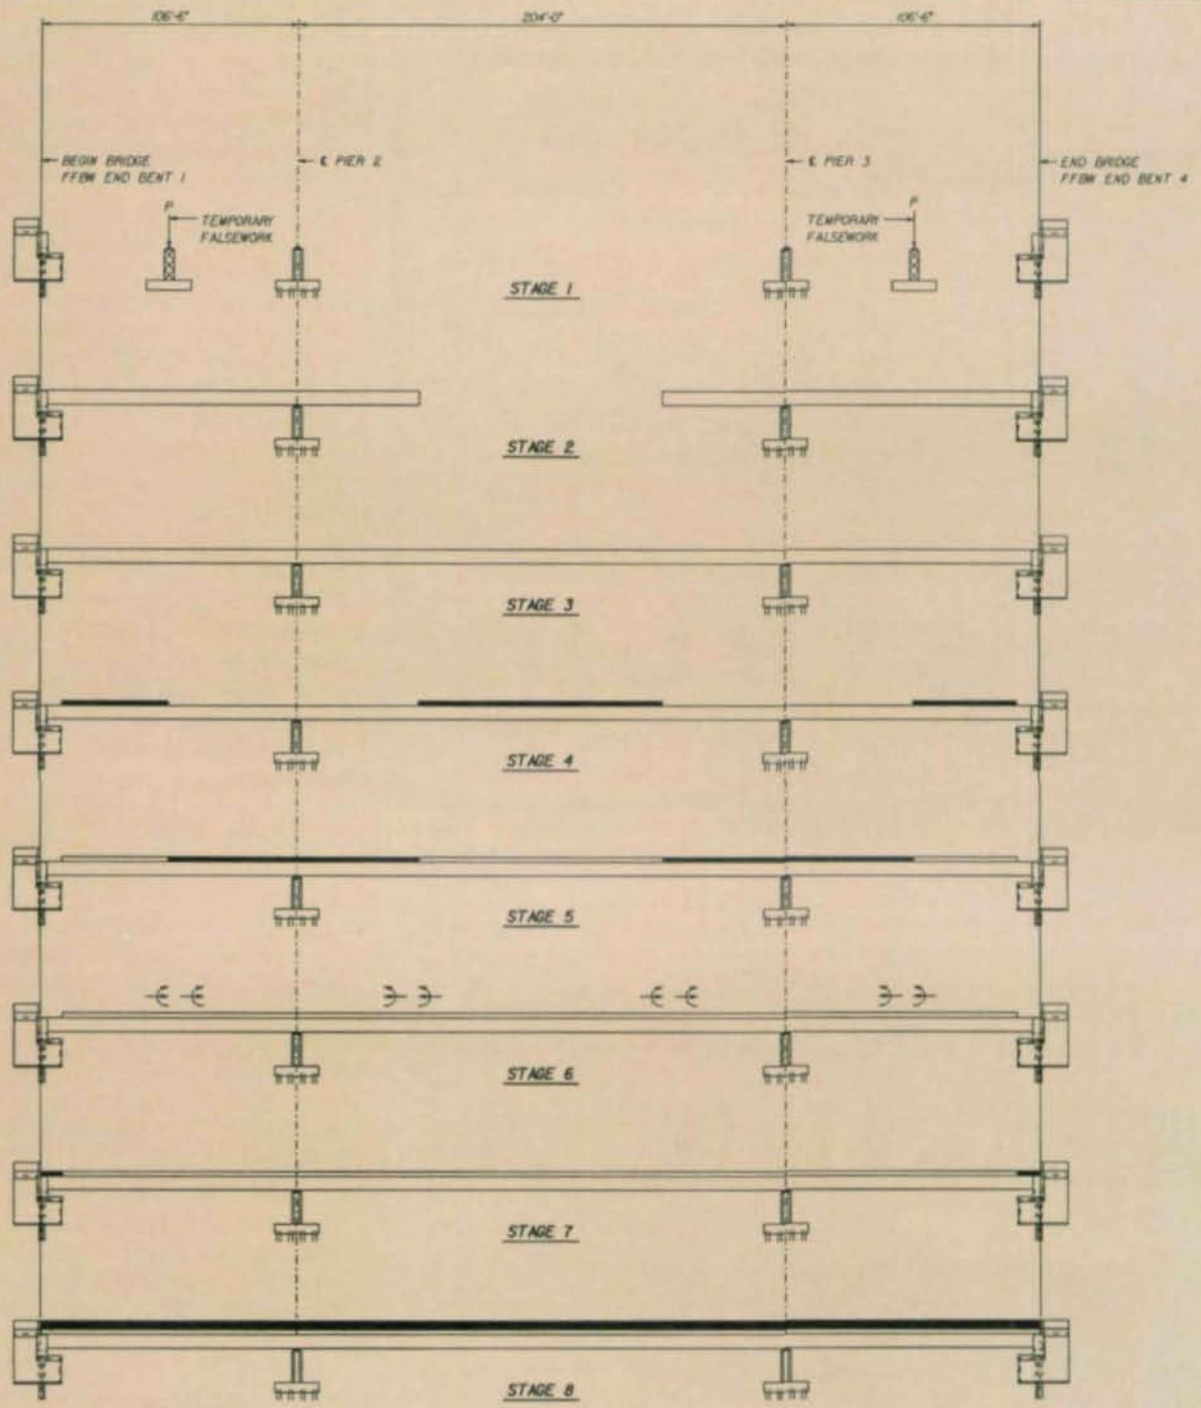 106'-6" 204'-0" 106'-6"
BEGIN BRIDGE
FFBW END BENT 1
℄ PIER 2
℄ PIER 3
END BRIDGE
FFBW END BENT 4
P
TEMPORARY
FALSEWORK
P
TEMPORARY
FALSEWORK
STAGE 1
STAGE 2
STAGE 3
STAGE 4
STAGE 5
STAGE 6
STAGE 7
STAGE 8